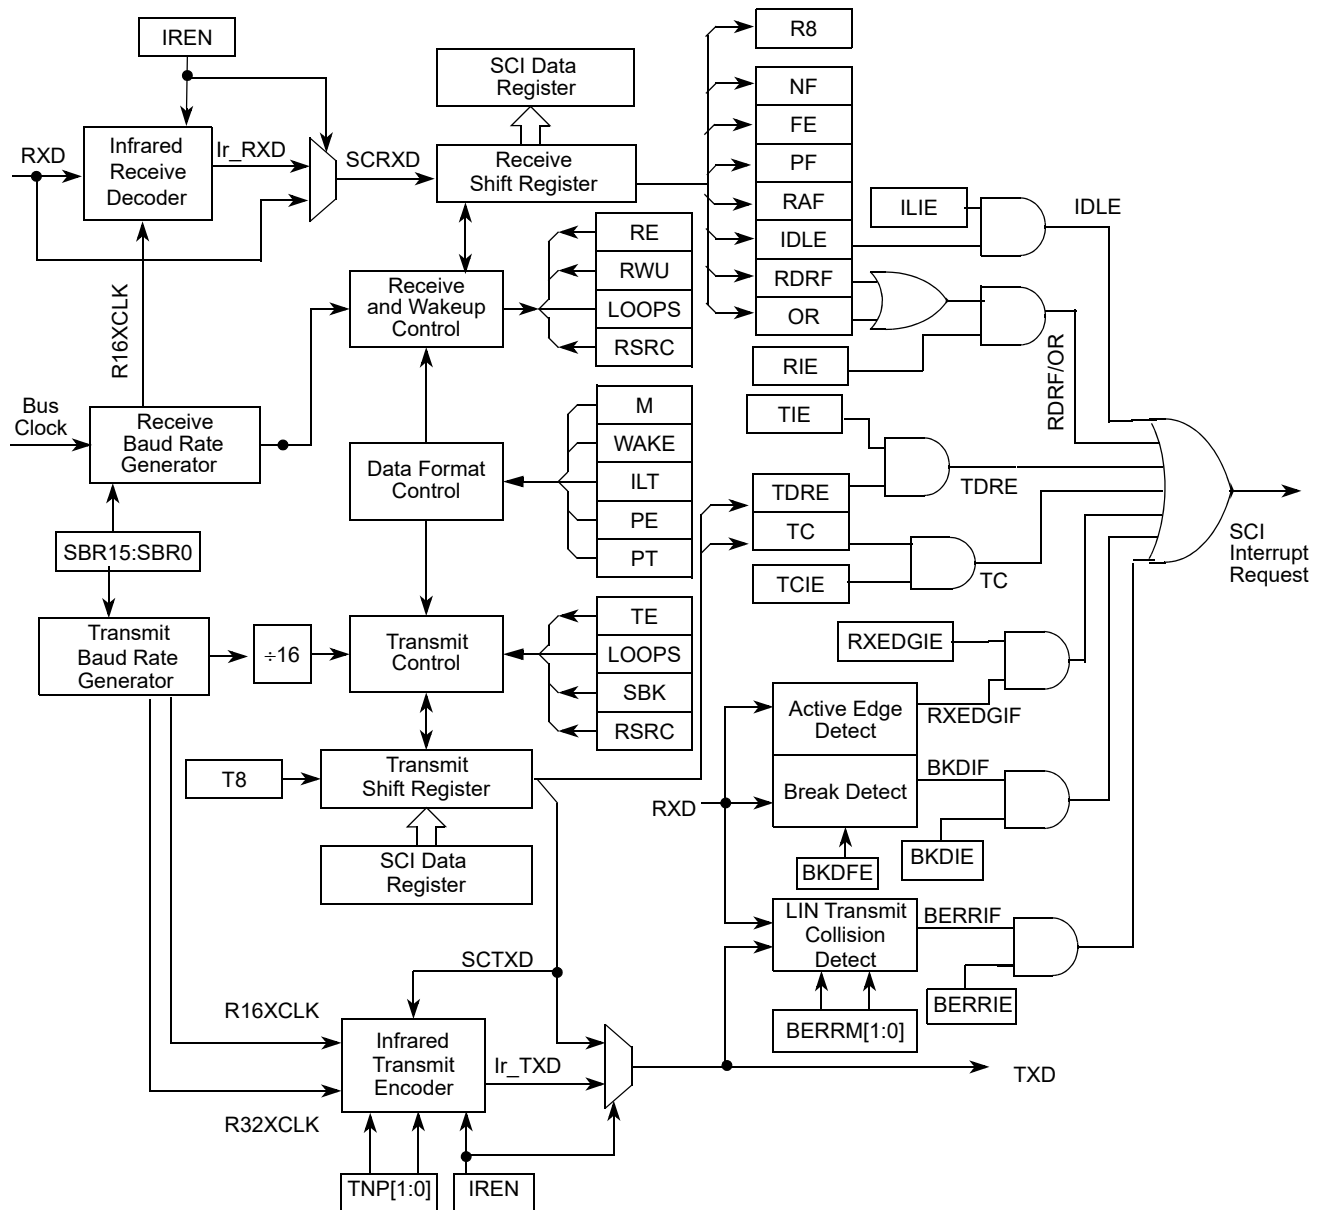 IREN
SCI Data
Register
R8
NF
FE
PF
RAF
IDLE
RDRF
OR
RXD
Infrared
Receive
Decoder
Ir_RXD
SCRXD
Receive
Shift Register
ILIE
IDLE
RE
RWU
LOOPS
RSRC
Receive
and Wakeup
Control
R16XCLK
RIE
RDRF/OR
Bus
Clock
Receive
Baud Rate
Generator
M
WAKE
ILT
PE
PT
Data Format
Control
TIE
TDRE
TC
TDRE
TCIE
TC
SCI
Interrupt
Request
SBR15:SBR0
Transmit
Baud Rate
Generator
÷16
Transmit
Control
TE
LOOPS
SBK
RSRC
RXEDGIE
Active Edge
Detect
RXEDGIF
Break Detect
BKDIF
RXD
BKDIE
BKDFE
T8
Transmit
Shift Register
SCI Data
Register
LIN Transmit
Collision
Detect
BERRIF
BERRIE
BERRM[1:0]
SCTXD
R16XCLK
Infrared
Transmit
Encoder
Ir_TXD
TXD
R32XCLK
TNP[1:0]
IREN